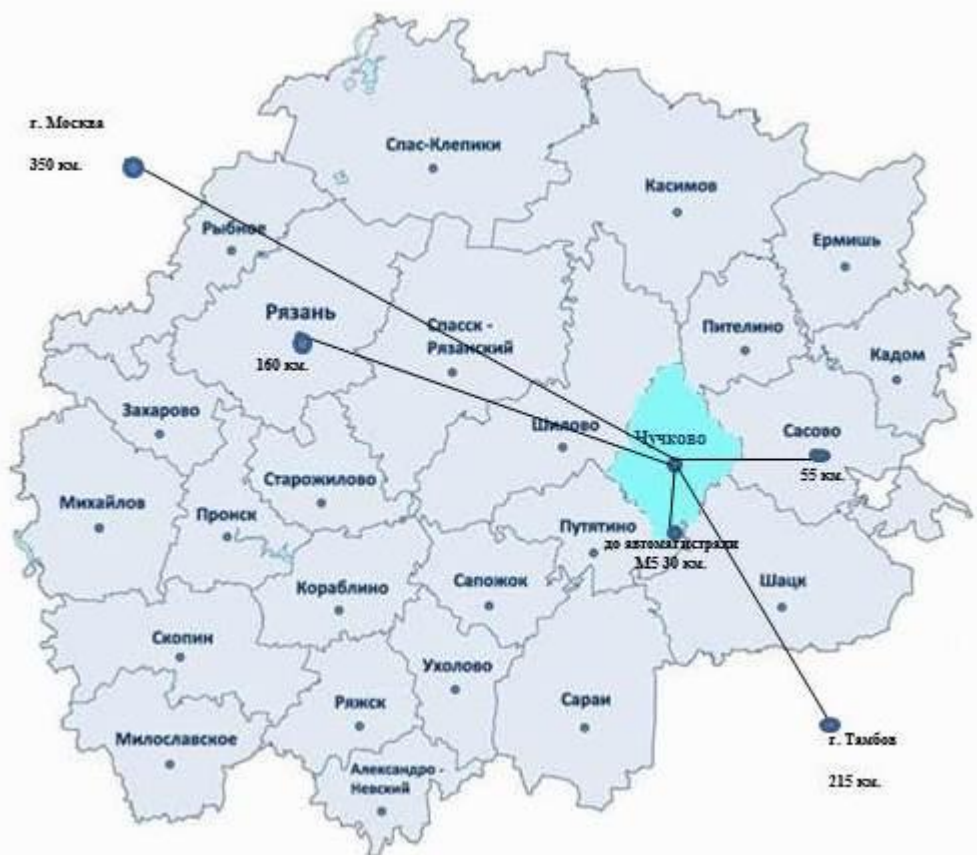 г. Москва
350 км.
Спас-Клепики
Касимов
Ермишь
Рыбное
Рязань
160 км.
Спасск -
Рязанский
Пителино
Кадом
Захарово
Шилово
Чучково
Сасово
55 км.
Михайлов
Старожилово
Пронск
Путятино
до автомагистрали
М5 30 км.
Шацк
Кораблино
Сапожок
Скопин
Ухолово
Ряжск
Сараи
Милославское
Александро -
Невский
г. Тамбов
215 км.